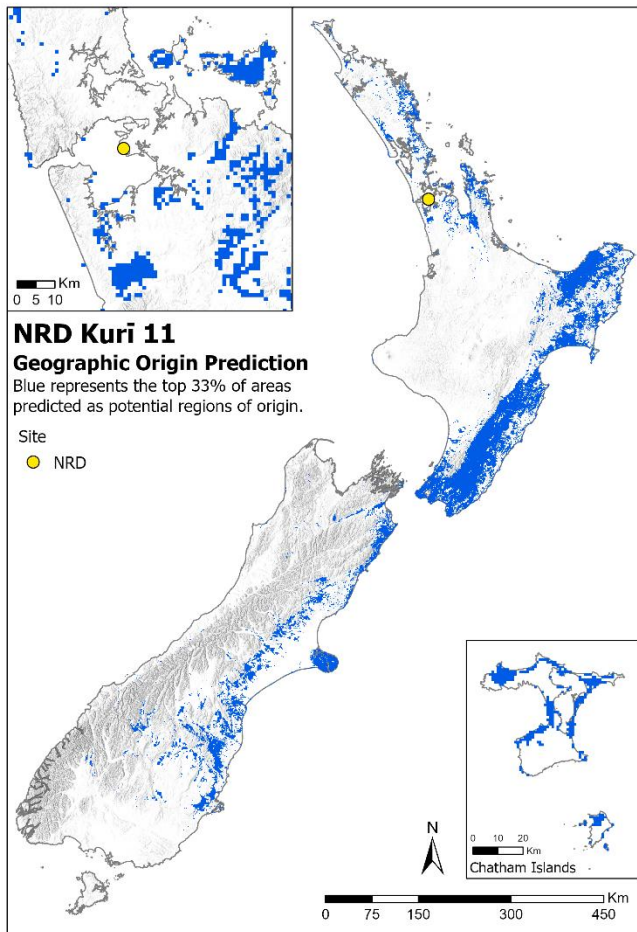 Km
0 5 10
NRD Kurī 11
Geographic Origin Prediction
Blue represents the top 33% of areas
predicted as potential regions of origin.
Site
NRD
N
0 10 20
Km
Chatham Islands
Km
0 75 150 300 450